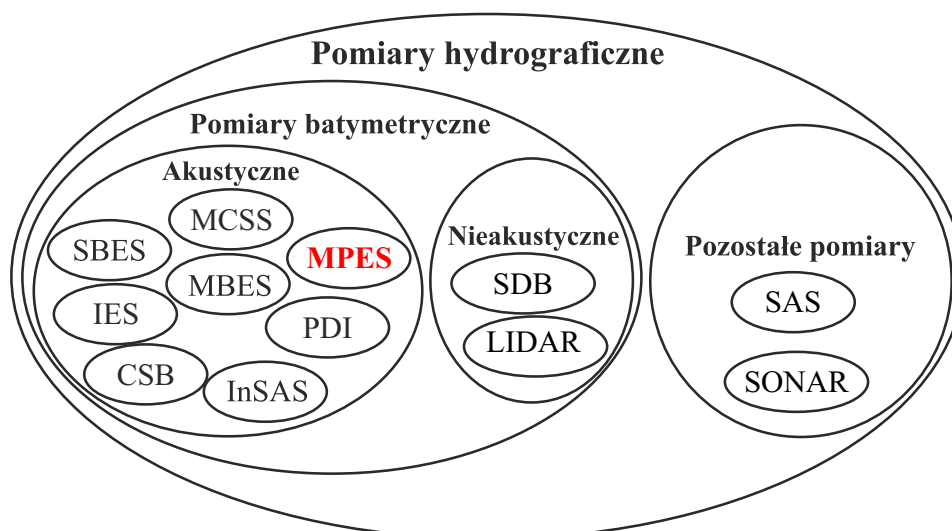 Pomiary hydrograficzne
Pomiary batymetryczne
Akustyczne
MCSS
SBES
MPES
MBES
IES
PDI
CSB
InSAS
Nieakustyczne
SDB
LIDAR
Pozostałe pomiary
SAS
SONAR